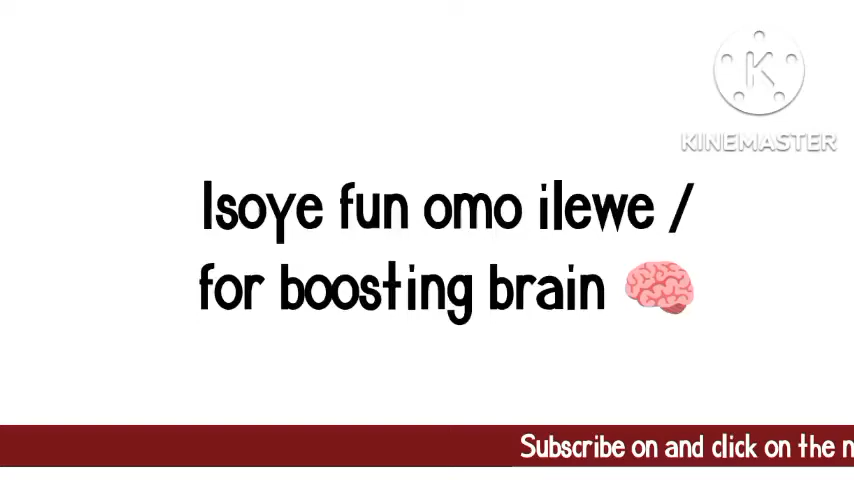 KINEMASTER
Isoye fun omo ilewe /
for boosting brain 🧠
Subscribe on and click on the